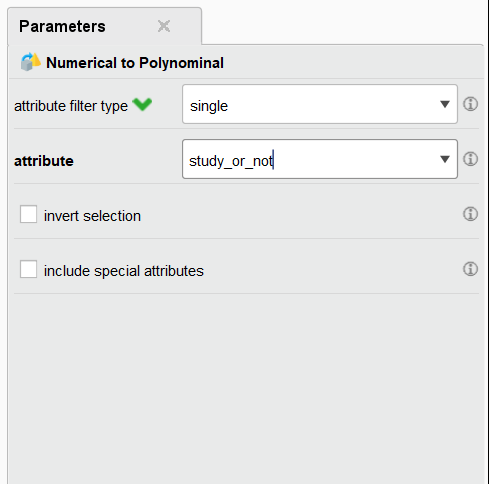 Parameters
Numerical to Polynominal
attribute filter type single
attribute study_or_not
invert selection
include special attributes